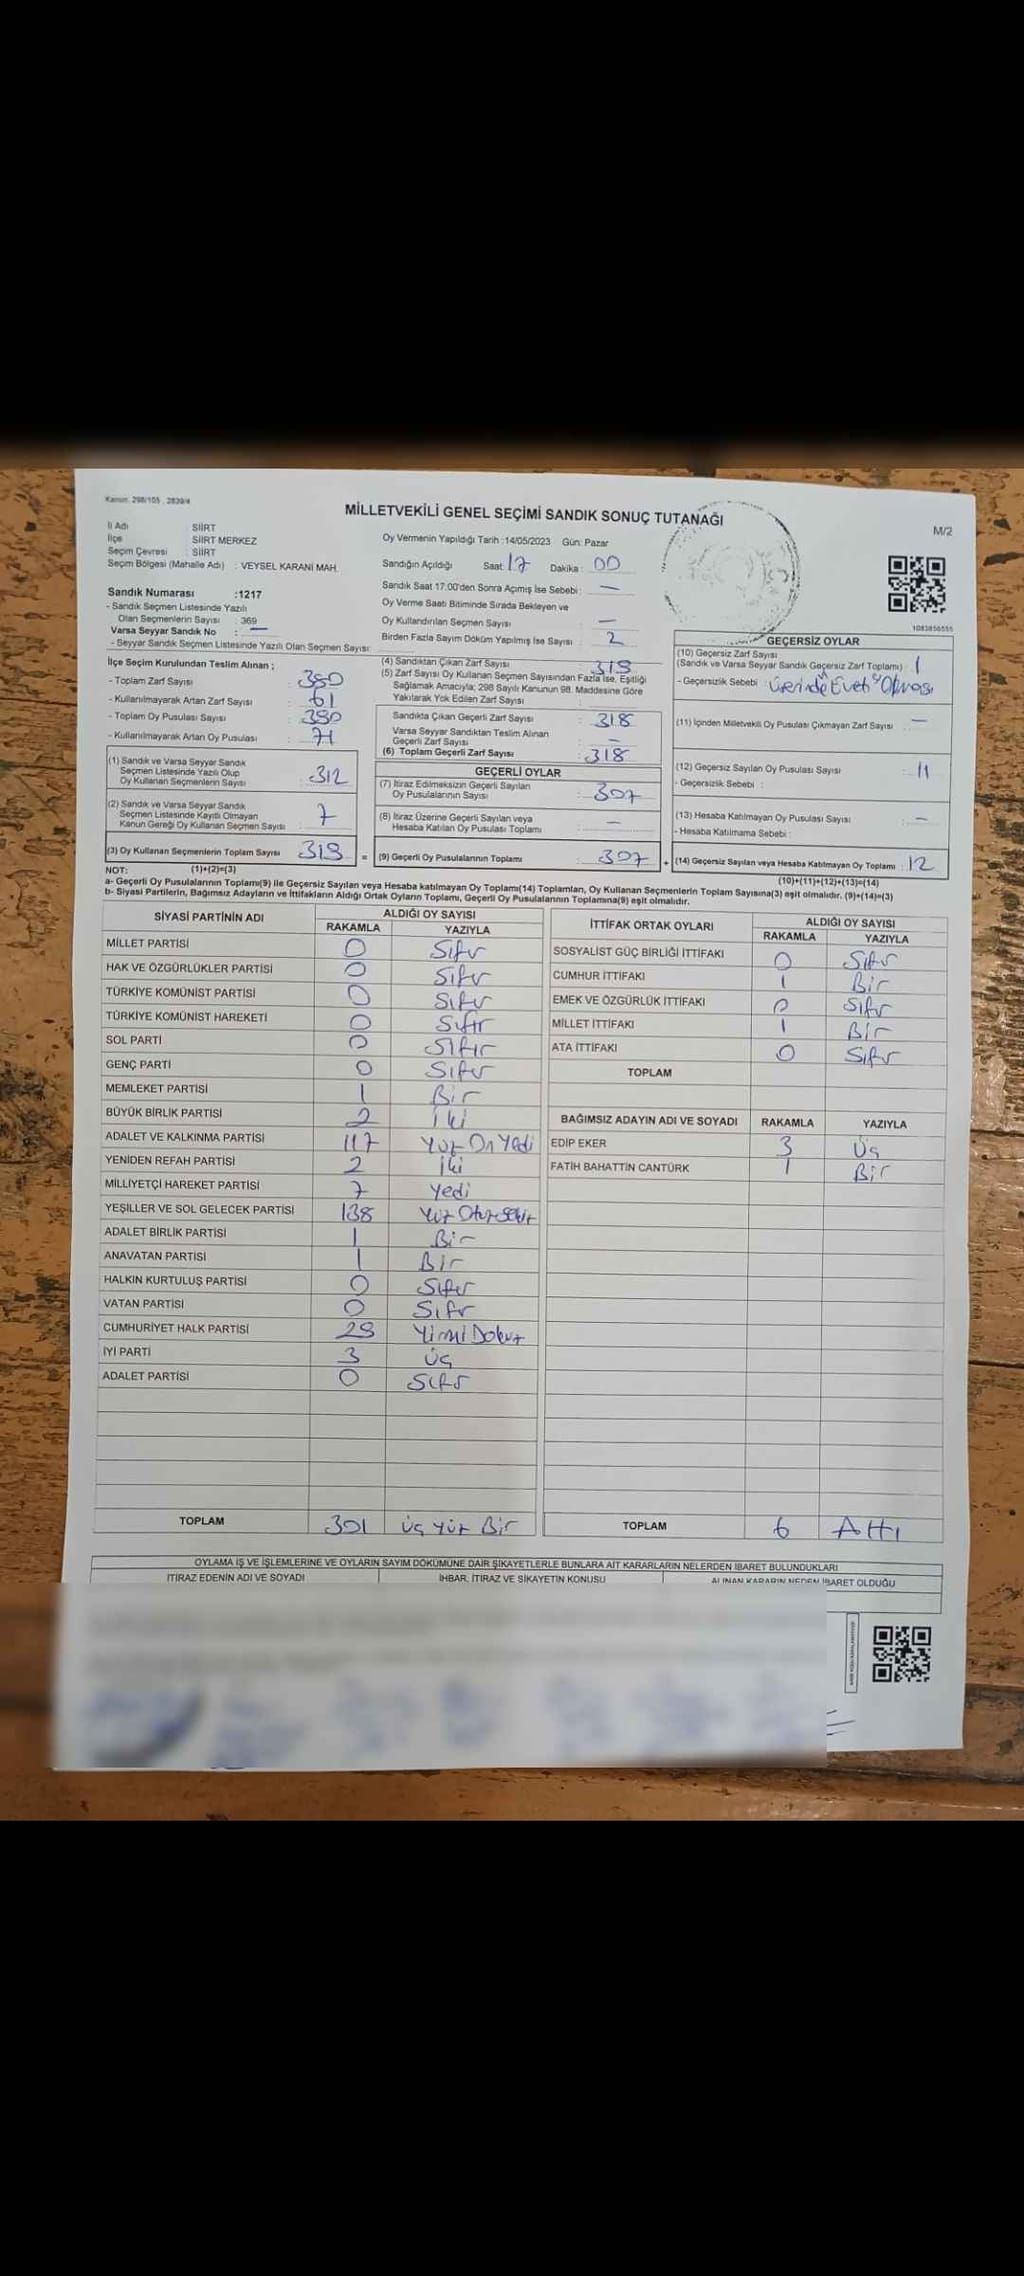 Kanun. 298/105 , 2839/4
MİLLETVEKİLİ GENEL SEÇİMİ SANDIK SONUÇ TUTANAĞI
M/2
İl Adı : SİİRT
İlçe : SİİRT MERKEZ
Seçim Çevresi : SİİRT
Seçim Bölgesi (Mahalle Adı) : VEYSEL KARANİ MAH.
Oy Vermenin Yapıldığı Tarih :14/05/2023 Gün: Pazar
Sandığın Açıldığı Saat: 17 Dakika : 00
Sandık Saat 17:00'den Sonra Açımış İse Sebebi : —
Oy Verme Saati Bitiminde Sırada Bekleyen ve
Oy Kullandırılan Seçmen Sayısı : —
Birden Fazla Sayım Döküm Yapılmış İse Sayısı : 2
1083856555
Sandık Numarası :1217
- Sandık Seçmen Listesinde Yazılı
Olan Seçmenlerin Sayısı : 369
Varsa Seyyar Sandık No : —
- Seyyar Sandık Seçmen Listesinde Yazılı Olan Seçmen Sayısı:
İlçe Seçim Kurulundan Teslim Alınan ;
- Toplam Zarf Sayısı : 380
- Kullanılmayarak Artan Zarf Sayısı : 61
- Toplam Oy Pusulası Sayısı : 390
- Kullanılmayarak Artan Oy Pusulası : 71
(1) Sandık ve Varsa Seyyar Sandık
Seçmen Listesinde Yazılı Olup
Oy Kullanan Seçmenlerin Sayısı : 312
(2) Sandık ve Varsa Seyyar Sandık
Seçmen Listesinde Kayıtlı Olmayan
Kanun Gereği Oy Kullanan Seçmen Sayısı : 7
(3) Oy Kullanan Seçmenlerin Toplam Sayısı 319 =
(1)+(2)=(3)
(4) Sandıktan Çıkan Zarf Sayısı : 319
(5) Zarf Sayısı Oy Kullanan Seçmen Sayısından Fazla İse, Eşitliği
Sağlamak Amacıyla; 298 Sayılı Kanunun 98. Maddesine Göre
Yakılarak Yok Edilen Zarf Sayısı :
Sandıkta Çıkan Geçerli Zarf Sayısı : 318
Varsa Seyyar Sandıktan Teslim Alınan
Geçerli Zarf Sayısı : —
(6) Toplam Geçerli Zarf Sayısı : 318
GEÇERLİ OYLAR
(7) İtiraz Edilmeksizin Geçerli Sayılan
Oy Pusulalarının Sayısı : 307
(8) İtiraz Üzerine Geçerli Sayılan veya
Hesaba Katılan Oy Pusulası Toplamı : —
(9) Geçerli Oy Pusulalarının Toplamı : 307 +
GEÇERSİZ OYLAR
(10) Geçersiz Zarf Sayısı
(Sandık ve Varsa Seyyar Sandık Geçersiz Zarf Toplamı) : 1
- Geçersizlik Sebebi : üzerinde Evet Olması
(11) İçinden Milletvekili Oy Pusulası Çıkmayan Zarf Sayısı : —
(12) Geçersiz Sayılan Oy Pusulası Sayısı : 11
- Geçersizlik Sebebi :
(13) Hesaba Katılmayan Oy Pusulası Sayısı : —
- Hesaba Katılmama Sebebi :
(14) Geçersiz Sayılan veya Hesaba Katılmayan Oy Toplamı : 12
(10)+(11)+(12)+(13)=(14)
NOT:
a- Geçerli Oy Pusulalarının Toplamı(9) ile Geçersiz Sayılan veya Hesaba katılmayan Oy Toplamı(14) Toplamları, Oy Kullanan Seçmenlerin Toplam Sayısına(3) eşit olmalıdır. (9)+(14)=(3)
b- Siyasi Partilerin, Bağımsız Adayların ve İttifakların Aldığı Ortak Oyların Toplamı, Geçerli Oy Pusulalarının Toplamına(9) eşit olmalıdır.
SİYASİ PARTİNİN ADI ALDIĞI OY SAYISI
RAKAMLA YAZIYLA
MİLLET PARTİSİ 0 Sıfır
HAK VE ÖZGÜRLÜKLER PARTİSİ 0 Sıfır
TÜRKİYE KOMÜNİST PARTİSİ 0 Sıfır
TÜRKİYE KOMÜNİST HAREKETİ 0 Sıfır
SOL PARTİ 0 Sıfır
GENÇ PARTİ 0 Sıfır
MEMLEKET PARTİSİ 1 Bir
BÜYÜK BİRLİK PARTİSİ 2 İki
ADALET VE KALKINMA PARTİSİ 117 Yüz On Yedi
YENİDEN REFAH PARTİSİ 2 İki
MİLLİYETÇİ HAREKET PARTİSİ 7 Yedi
YEŞİLLER VE SOL GELECEK PARTİSİ 138 Yüz Otuz Sekiz
ADALET BİRLİK PARTİSİ 1 Bir
ANAVATAN PARTİSİ 1 Bir
HALKIN KURTULUŞ PARTİSİ 0 Sıfır
VATAN PARTİSİ 0 Sıfır
CUMHURİYET HALK PARTİSİ 29 Yirmi Dokuz
İYİ PARTİ 3 Üç
ADALET PARTİSİ 0 Sıfır
TOPLAM 301 Üç Yüz Bir
İTTİFAK ORTAK OYLARI ALDIĞI OY SAYISI
RAKAMLA YAZIYLA
SOSYALİST GÜÇ BİRLİĞİ İTTİFAKI 0 Sıfır
CUMHUR İTTİFAKI 1 Bir
EMEK VE ÖZGÜRLÜK İTTİFAKI 0 Sıfır
MİLLET İTTİFAKI 1 Bir
ATA İTTİFAKI 0 Sıfır
TOPLAM
BAĞIMSIZ ADAYIN ADI VE SOYADI RAKAMLA YAZIYLA
EDİP EKER 3 Üç
FATİH BAHATTİN CANTÜRK 1 Bir
TOPLAM 6 Altı
OYLAMA İŞ VE İŞLEMLERİNE VE OYLARIN SAYIM DÖKÜMÜNE DAİR ŞİKAYETLERLE BUNLARA AİT KARARLARIN NELERDEN İBARET BULUNDUKLARI
İTİRAZ EDENİN ADI VE SOYADI İHBAR, İTİRAZ VE ŞİKAYETİN KONUSU ALINAN KARARIN NEDEN İBARET OLDUĞU